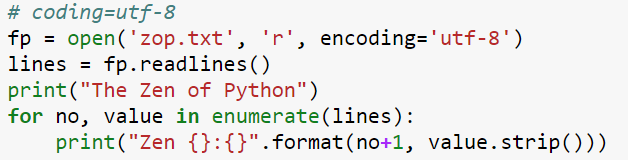 # coding=utf-8
fp = open('zop.txt', 'r', encoding='utf-8')
lines = fp.readlines()
print("The Zen of Python")
for no, value in enumerate(lines):
    print("Zen {}:{}".format(no+1, value.strip()))